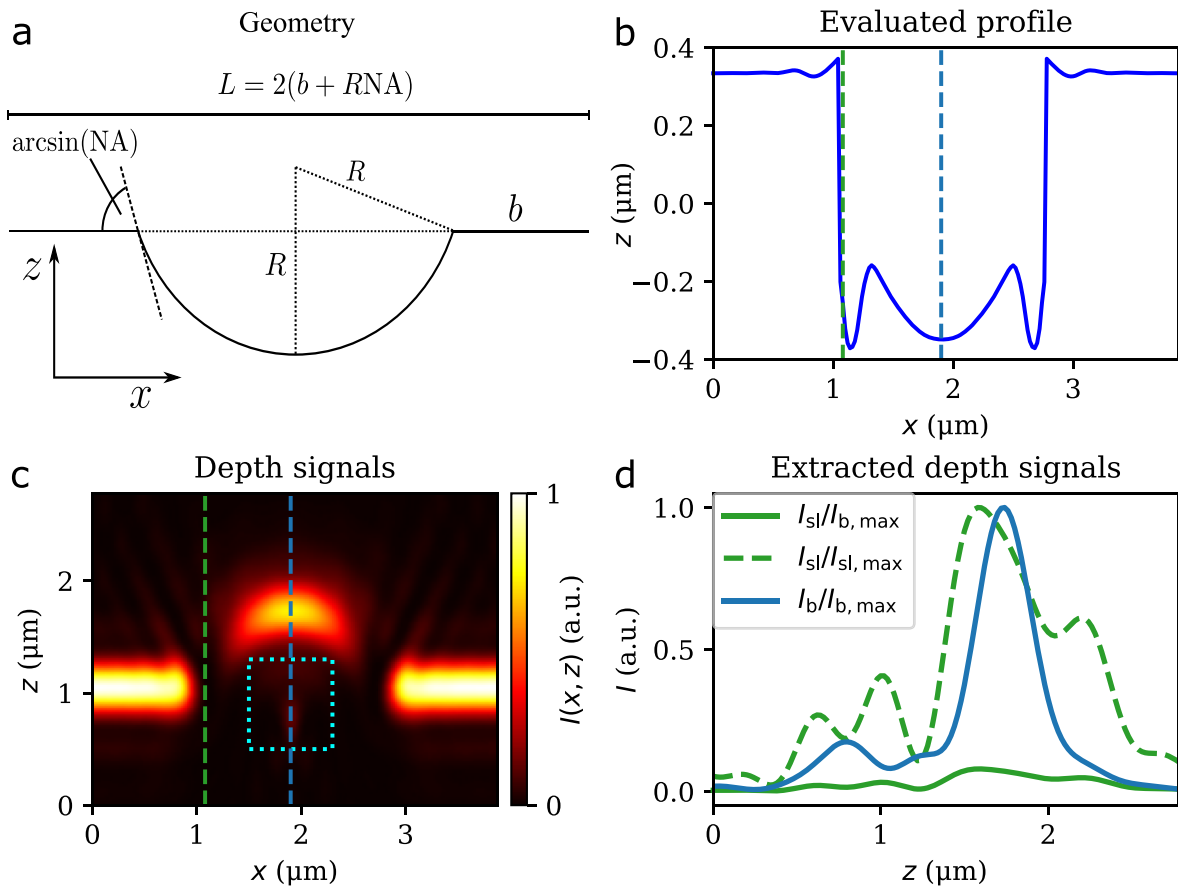 a
Geometry
L = 2(b + RNA)
arcsin(NA)
R
b
R
z
x
b
Evaluated profile
0.4
0.2
0.0
−0.2
−0.4
z (μm)
0 1 2 3
x (μm)
c
Depth signals
2
1
0
z (μm)
0 1 2 3
x (μm)
1
0
I(x, z) (a.u.)
d
Extracted depth signals
I_sl/I_b, max
I_sl/I_sl, max
I_b/I_b, max
1.0
0.5
0.0
I (a.u.)
0 1 2
z (μm)